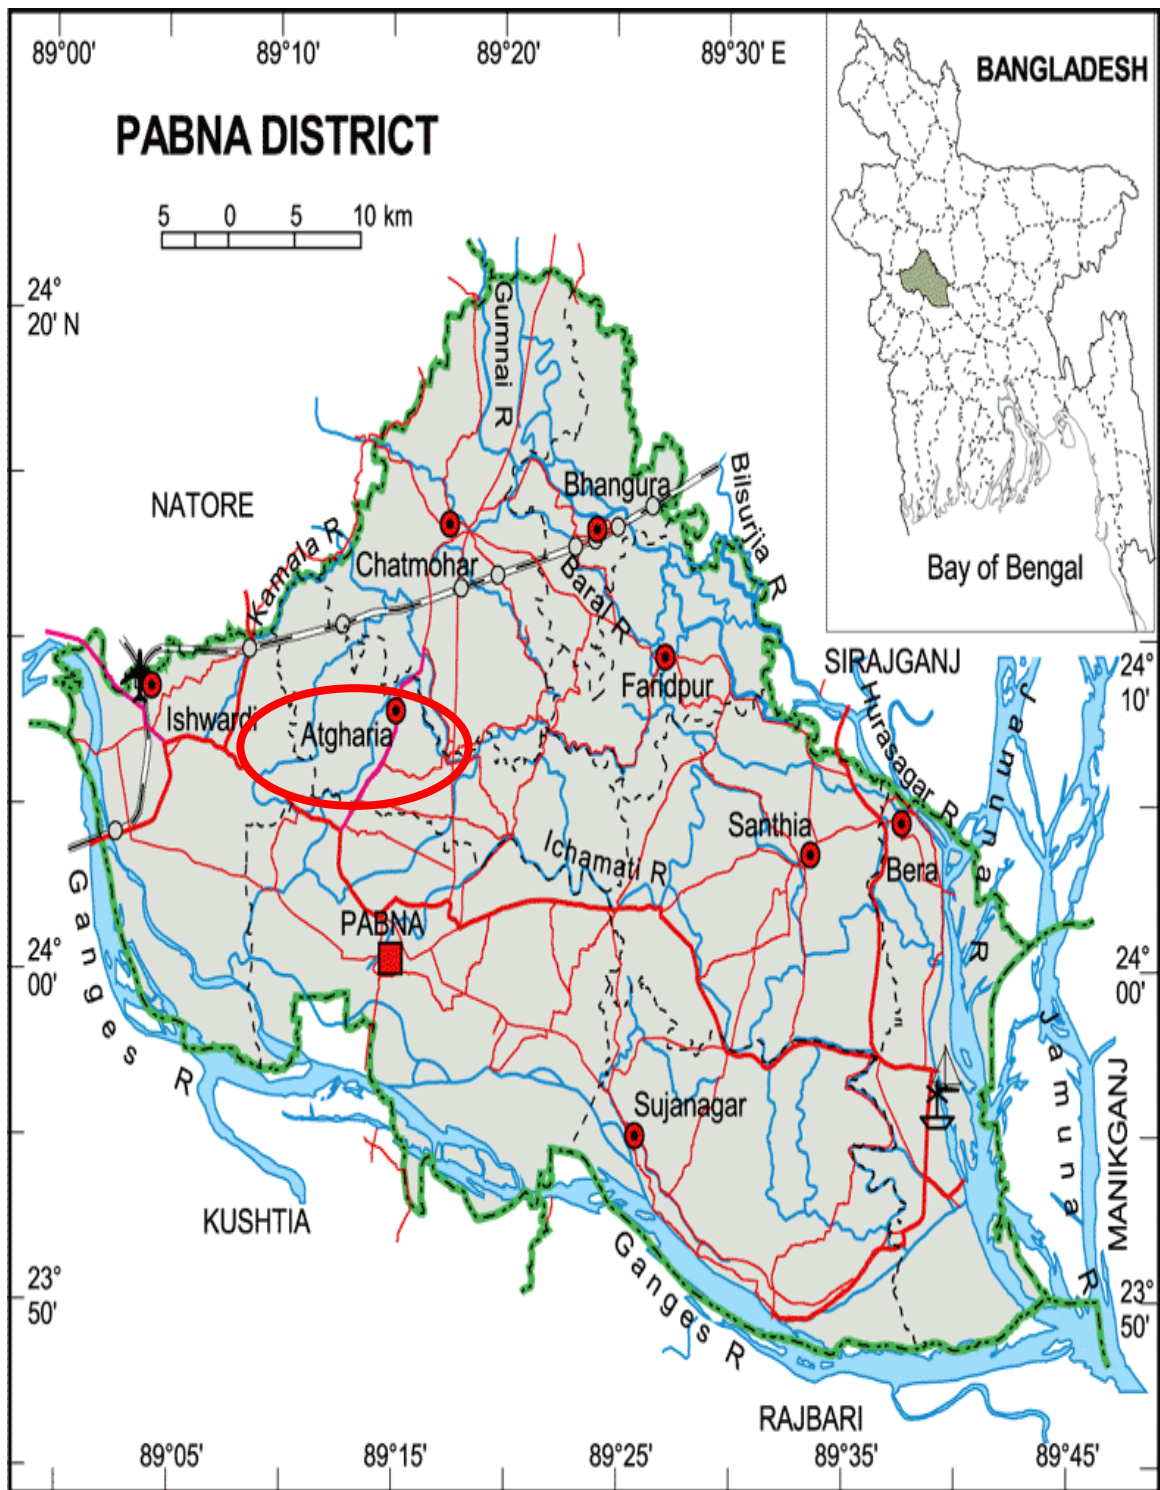 89°00'
89°10'
89°20'
89°30' E
BANGLADESH
PABNA DISTRICT
5 0 5 10 km
24°
20' N
Gumnai R
Bhangura
Bilsurjia R
NATORE
Kamala R
Chatmohar
Baral R
Bay of Bengal
SIRAJGANJ
24°
10'
Faridpur
Ishwardi
Atgharia
Hurasagar R
Jamuna R
Santhia
Ichamati R
Bera
Ganges R
PABNA
24°
00'
24°
00'
Jamuna R
MANIKGANJ
Sujanagar
KUSHTIA
Ganges R
23°
50'
23°
50'
RAJBARI
89°05'
89°15'
89°25'
89°35'
89°45'